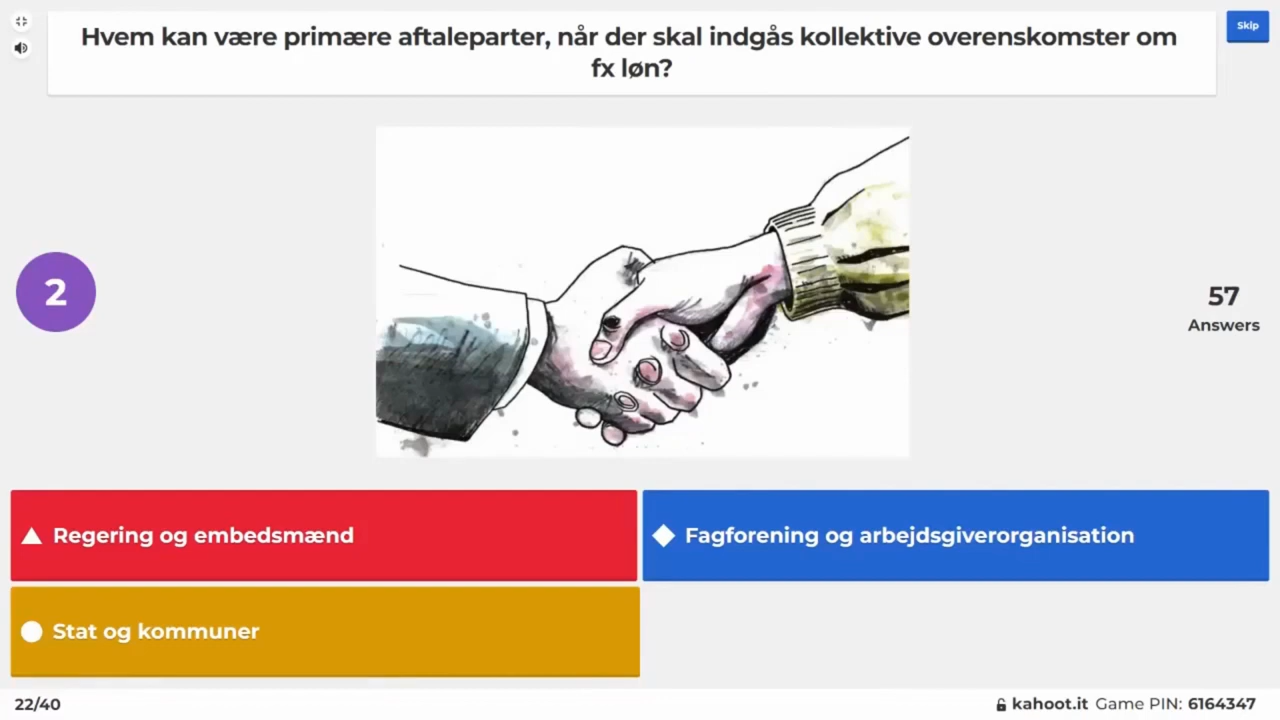 Hvem kan være primære aftaleparter, når der skal indgås kollektive overenskomster om
fx løn?
Skip
2
57
Answers
Regering og embedsmænd
Fagforening og arbejdsgiverorganisation
Stat og kommuner
22/40
kahoot.it Game PIN: 6164347